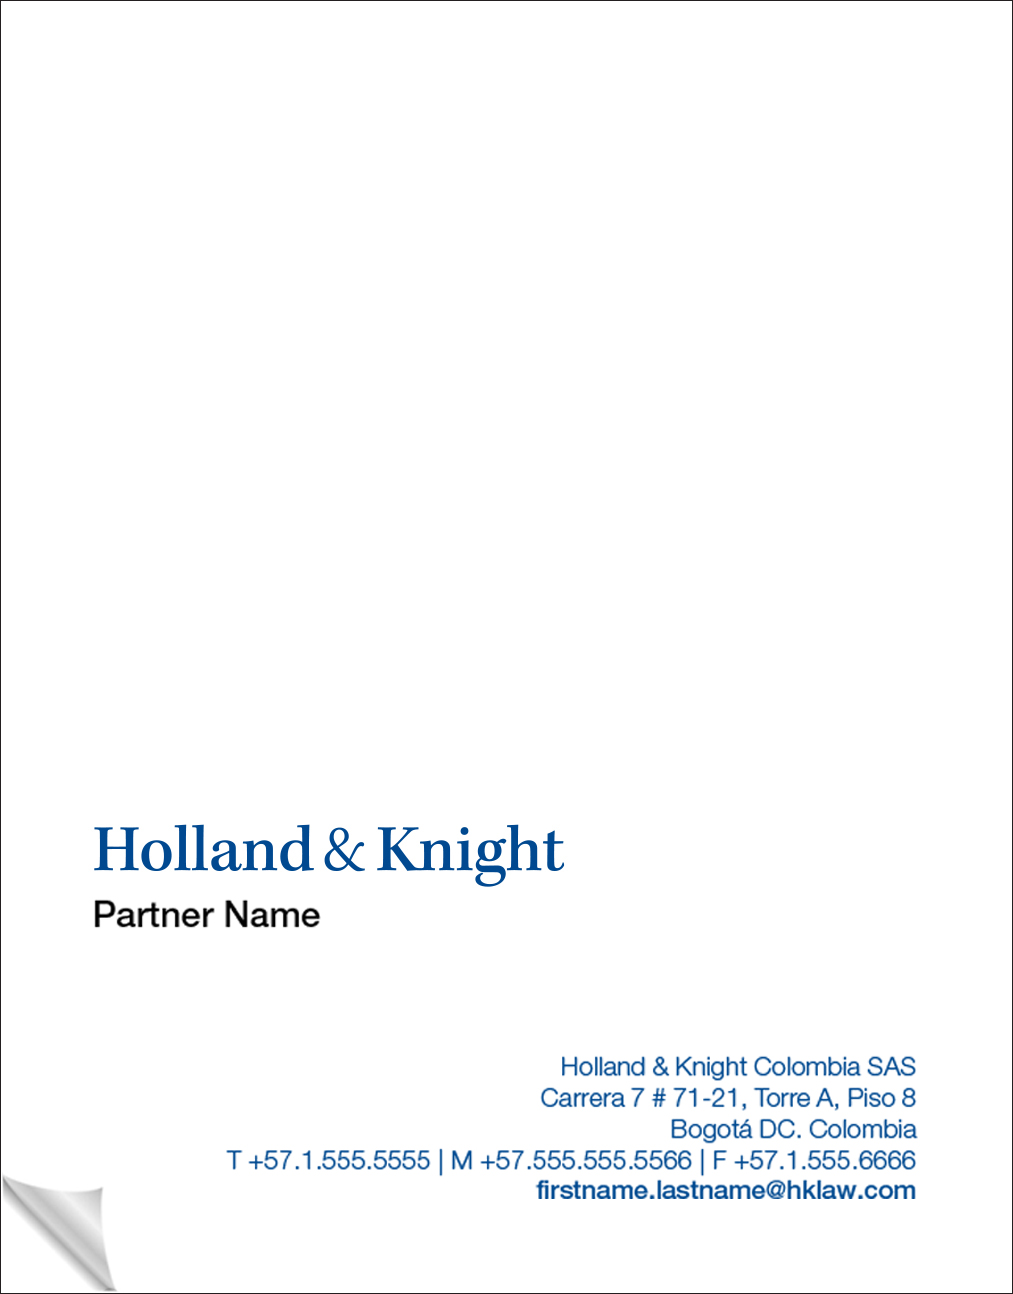 Holland & Knight
Partner Name
Holland & Knight Colombia SAS
Carrera 7 # 71-21, Torre A, Piso 8
Bogotá DC. Colombia
T +57.1.555.5555 | M +57.555.555.5566 | F +57.1.555.6666
firstname.lastname@hklaw.com